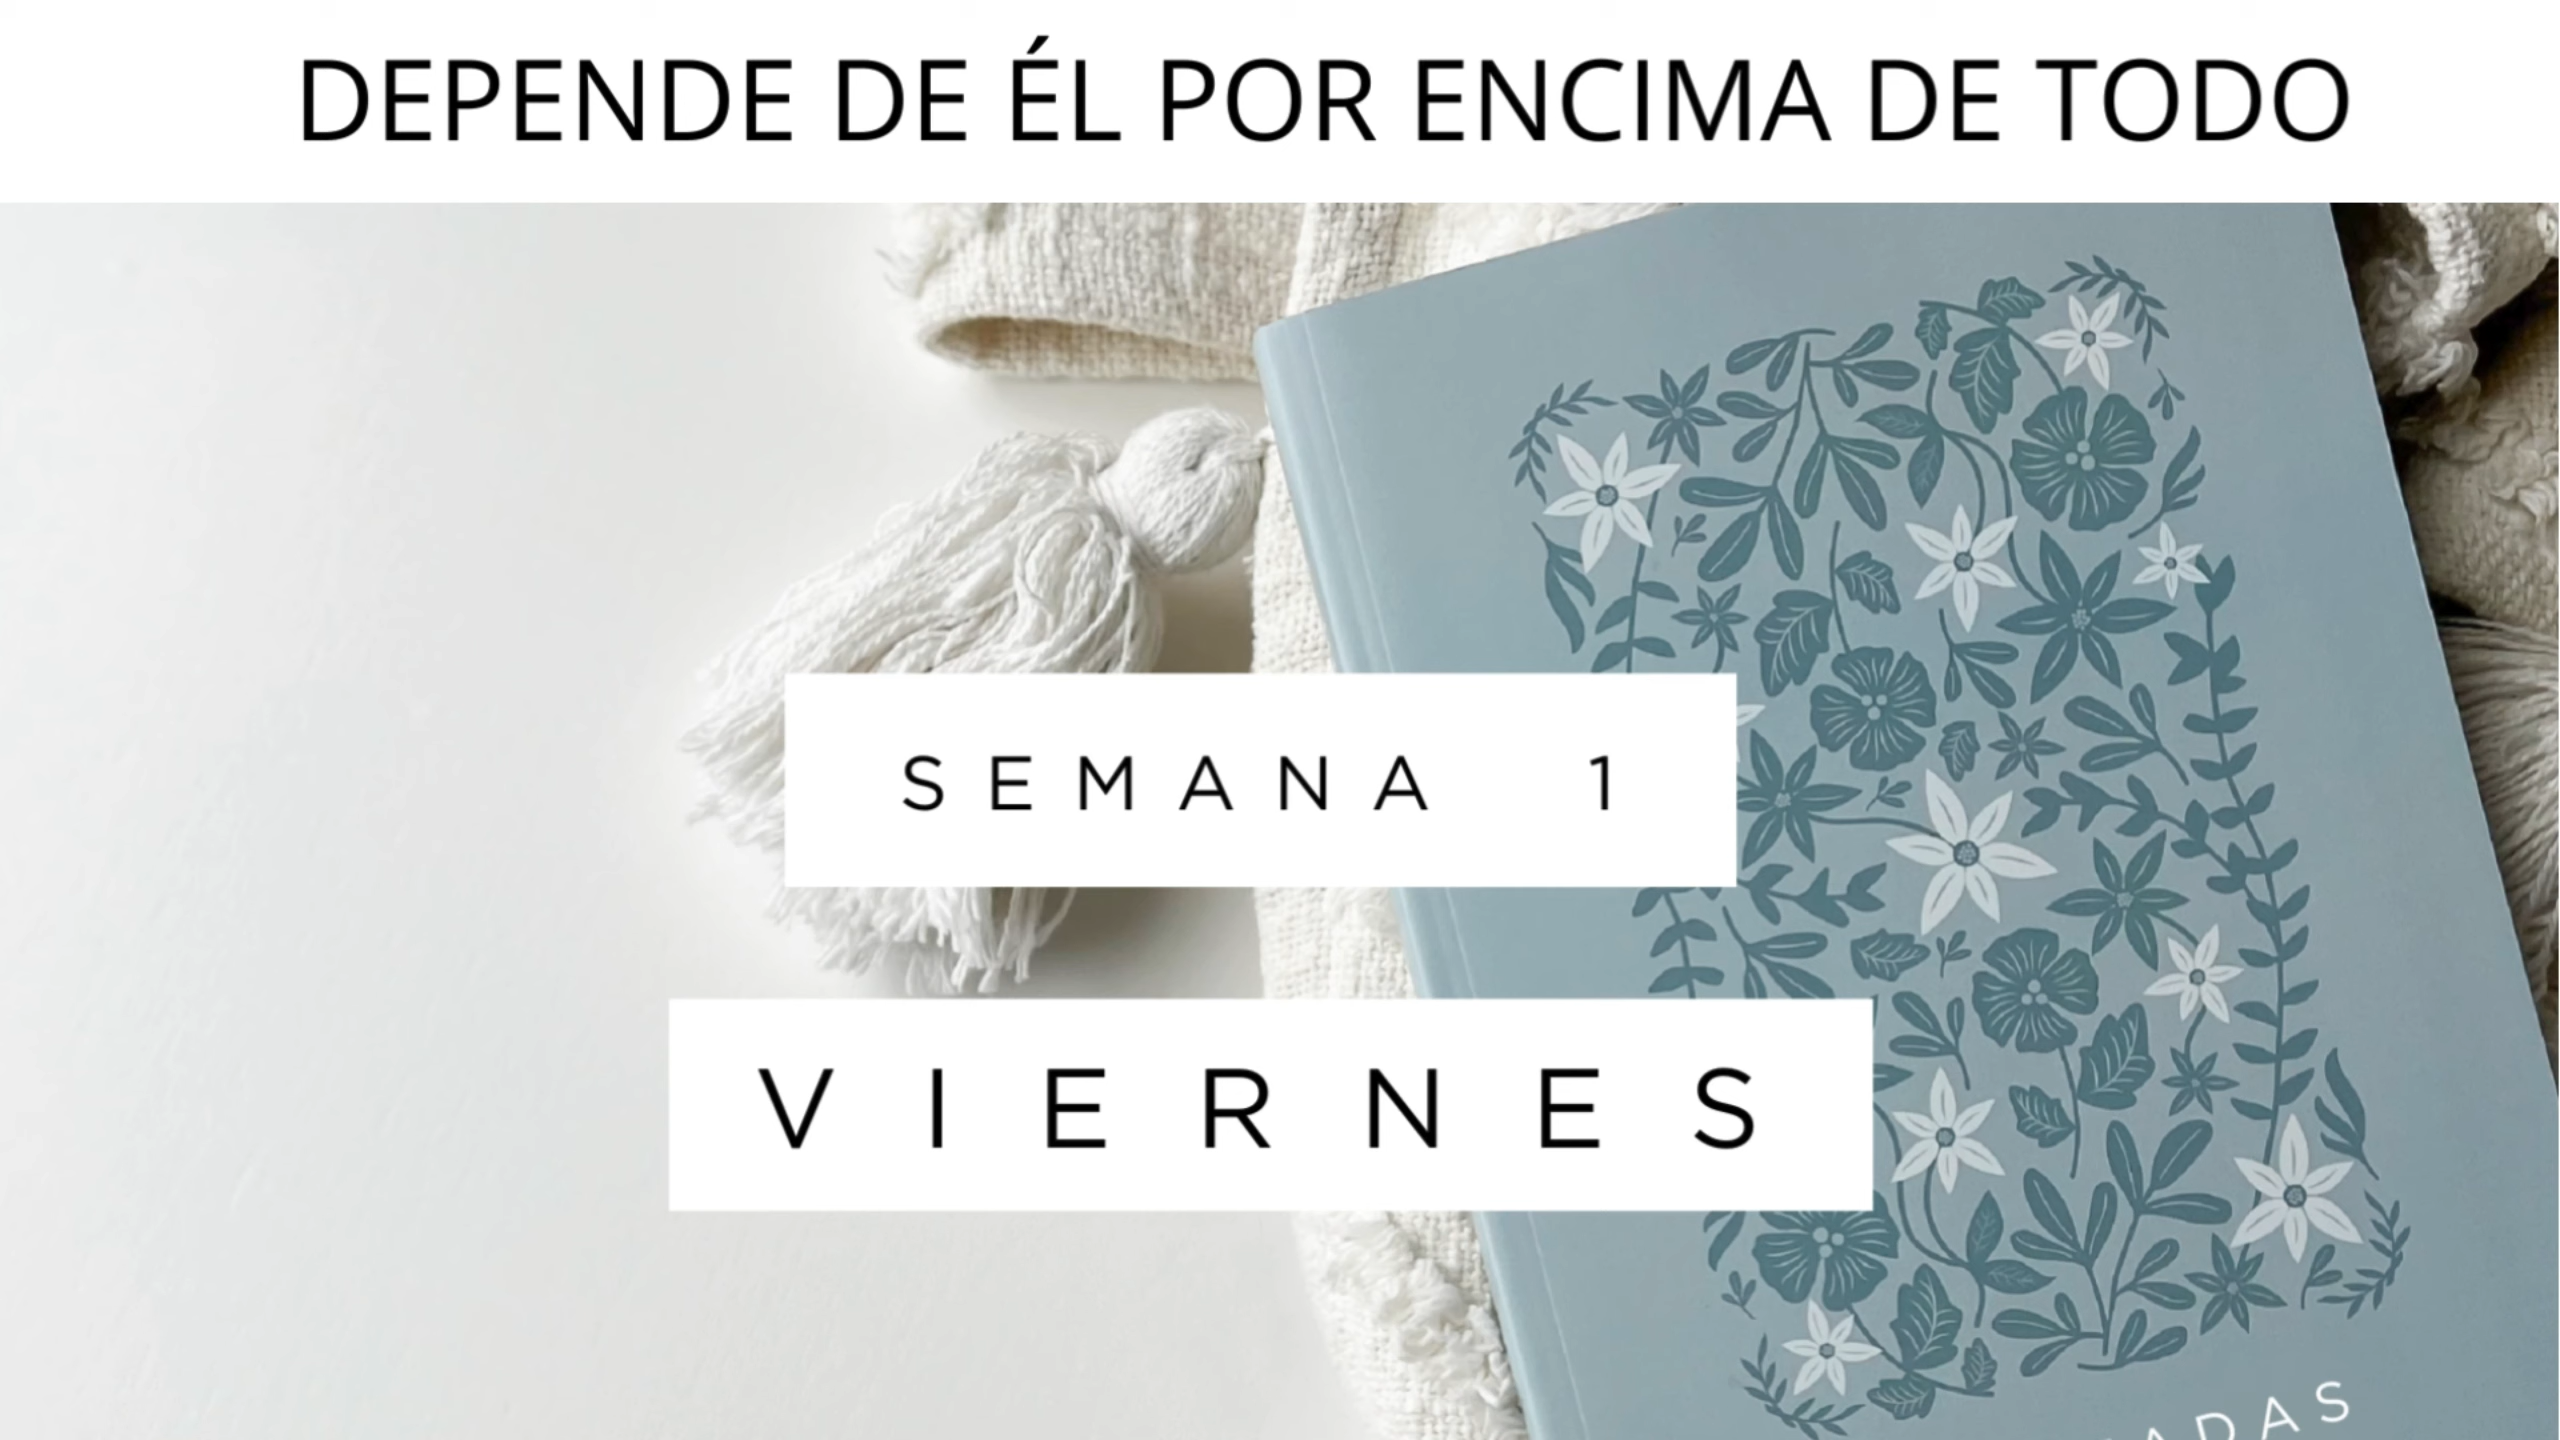 DEPENDE DE ÉL POR ENCIMA DE TODO
SEMANA 1
VIERNES